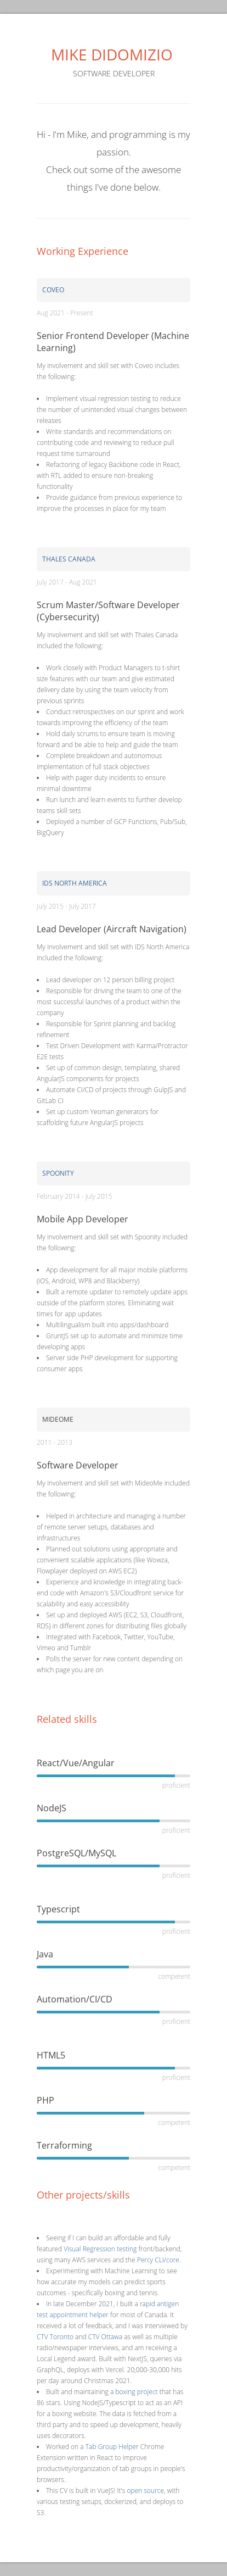 MIKE DIDOMIZIO
SOFTWARE DEVELOPER
Hi - I'm Mike, and programming is my
passion.
Check out some of the awesome
things I've done below.
Working Experience
COVEO
Aug 2021 - Present
Senior Frontend Developer (Machine
Learning)
My involvement and skill set with Coveo includes
the following:
• Implement visual regression testing to reduce
the number of unintended visual changes between
releases
• Write standards and recommendations on
contributing code and reviewing to reduce pull
request time turnaround
• Refactoring of legacy Backbone code in React,
with RTL added to ensure non-breaking
functionality
• Provide guidance from previous experience to
improve the processes in place for my team
THALES CANADA
July 2017 - Aug 2021
Scrum Master/Software Developer
(Cybersecurity)
My involvement and skill set with Thales Canada
included the following:
• Work closely with Product Managers to t-shirt
size features with our team and give estimated
delivery date by using the team velocity from
previous sprints
• Conduct retrospectives on our sprint and work
towards improving the efficiency of the team
• Hold daily scrums to ensure team is moving
forward and be able to help and guide the team
• Complete breakdown and autonomous
implementation of full stack objectives
• Help with pager duty incidents to ensure
minimal downtime
• Run lunch and learn events to further develop
teams skill sets
• Deployed a number of GCP Functions, Pub/Sub,
BigQuery
IDS NORTH AMERICA
July 2015 - July 2017
Lead Developer (Aircraft Navigation)
My involvement and skill set with IDS North America
included the following:
• Lead developer on 12 person billing project
• Responsible for driving the team to one of the
most successful launches of a product within the
company
• Responsible for Sprint planning and backlog
refinement
• Test Driven Development with Karma/Protractor
E2E tests
• Set up of common design, templating, shared
AngularJS components for projects
• Automate CI/CD of projects through GulpJS and
GitLab CI
• Set up custom Yeoman generators for
scaffolding future AngularJS projects
SPOONITY
February 2014 - July 2015
Mobile App Developer
My involvement and skill set with Spoonity included
the following:
• App development for all major mobile platforms
(iOS, Android, WP8 and Blackberry)
• Built a remote updater to remotely update apps
outside of the platform stores. Eliminating wait
times for app updates
• Multilingualism built into apps/dashboard
• GruntJS set up to automate and minimize time
developing apps
• Server side PHP development for supporting
consumer apps
MIDEOME
2011 - 2013
Software Developer
My involvement and skill set with MideoMe included
the following:
• Helped in architecture and managing a number
of remote server setups, databases and
infrastructures
• Planned out solutions using appropriate and
convenient scalable applications (like Wowza,
Flowplayer deployed on AWS EC2)
• Experience and knowledge in integrating back-
end code with Amazon's S3/Cloudfront service for
scalability and easy accessibility
• Set up and deployed AWS (EC2, S3, Cloudfront,
RDS) in different zones for distributing files globally
• Integrated with Facebook, Twitter, YouTube,
Vimeo and Tumblr
• Polls the server for new content depending on
which page you are on
Related skills
React/Vue/Angular
proficient
NodeJS
proficient
PostgreSQL/MySQL
proficient
Typescript
proficient
Java
competent
Automation/CI/CD
proficient
HTML5
proficient
PHP
competent
Terraforming
competent
Other projects/skills
• Seeing if I can build an affordable and fully
featured Visual Regression testing front/backend,
using many AWS services and the Percy CLI/core.
• Experimenting with Machine Learning to see
how accurate my models can predict sports
outcomes - specifically boxing and tennis.
• In late December 2021, I built a rapid antigen
test appointment helper for most of Canada. It
received a lot of feedback, and I was interviewed by
CTV Toronto and CTV Ottawa as well as multiple
radio/newspaper interviews, and am receiving a
Local Legend award. Built with NextJS, queries via
GraphQL, deploys with Vercel. 20,000-30,000 hits
per day around Christmas 2021.
• Built and maintaining a boxing project that has
86 stars. Using NodeJS/Typescript to act as an API
for a boxing website. The data is fetched from a
third party and to speed up development, heavily
uses decorators.
• Worked on a Tab Group Helper Chrome
Extension written in React to improve
productivity/organization of tab groups in people's
browsers.
• This CV is built in VueJS! It's open source, with
various testing setups, dockerized, and deploys to
S3.